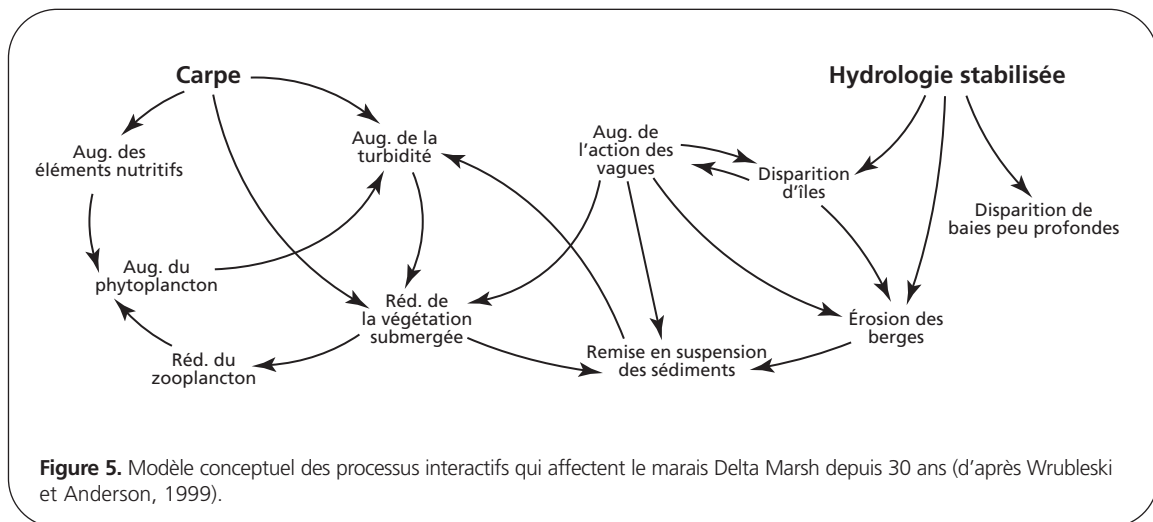 Carpe
Hydrologie stabilisée
Aug. des
éléments nutritifs
Aug. de la
turbidité
Aug. de
l'action des
vagues
Disparition
d'îles
Disparition de
baies peu profondes
Aug. du
phytoplancton
Réd. de
la végétation
submergée
Érosion des
berges
Réd. du
zooplancton
Remise en suspension
des sédiments
Figure 5. Modèle conceptuel des processus interactifs qui affectent le marais Delta Marsh depuis 30 ans (d'après Wrubleski
et Anderson, 1999).